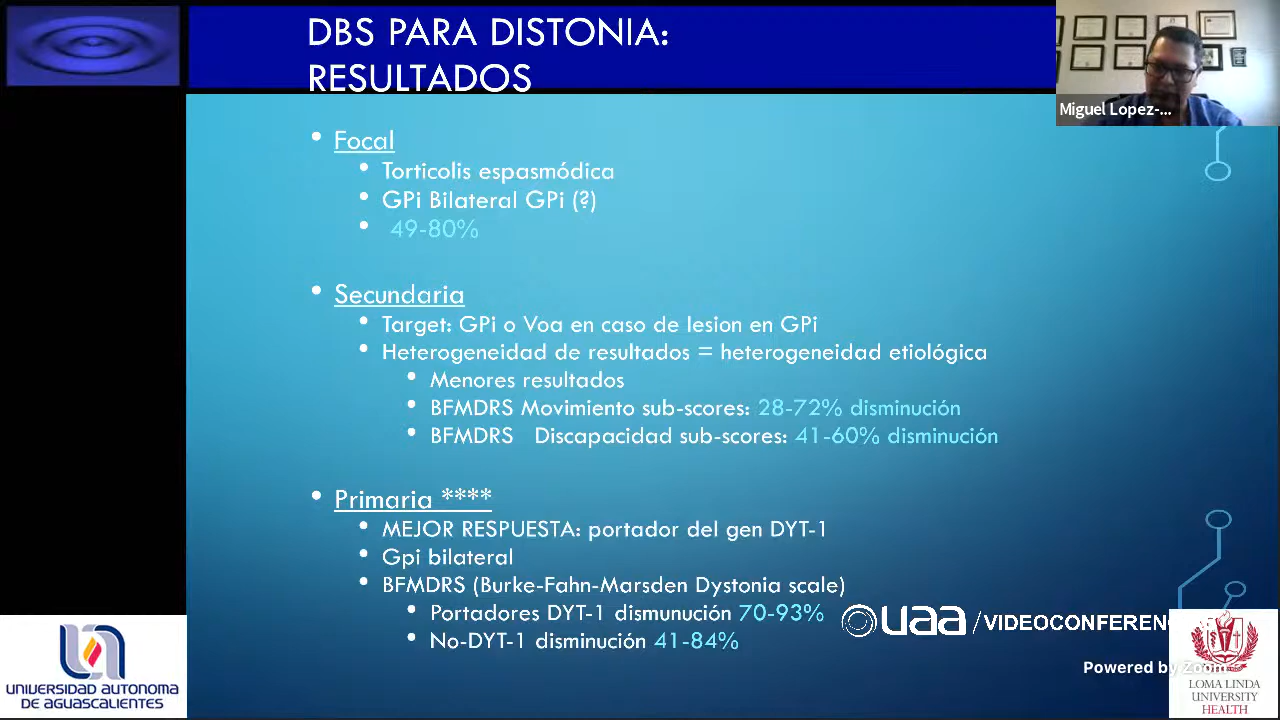 DBS PARA DISTONIA:
RESULTADOS
Miguel Lopez-...
• Focal
• Torticolis espasmódica
• GPi Bilateral GPi (?)
• 49-80%
• Secundaria
• Target: GPi o Voa en caso de lesion en GPi
• Heterogeneidad de resultados = heterogeneidad etiológica
• Menores resultados
• BFMDRS Movimiento sub-scores: 28-72% disminución
• BFMDRS Discapacidad sub-scores: 41-60% disminución
• Primaria ****
• MEJOR RESPUESTA: portador del gen DYT-1
• Gpi bilateral
• BFMDRS (Burke-Fahn-Marsden Dystonia scale)
• Portadores DYT-1 dismunución 70-93%
• No-DYT-1 disminución 41-84%
uaa /VIDEOCONFEREN
Powered by Zoom
UNIVERSIDAD AUTONOMA
DE AGUASCALIENTES
LOMA LINDA
UNIVERSITY
HEALTH